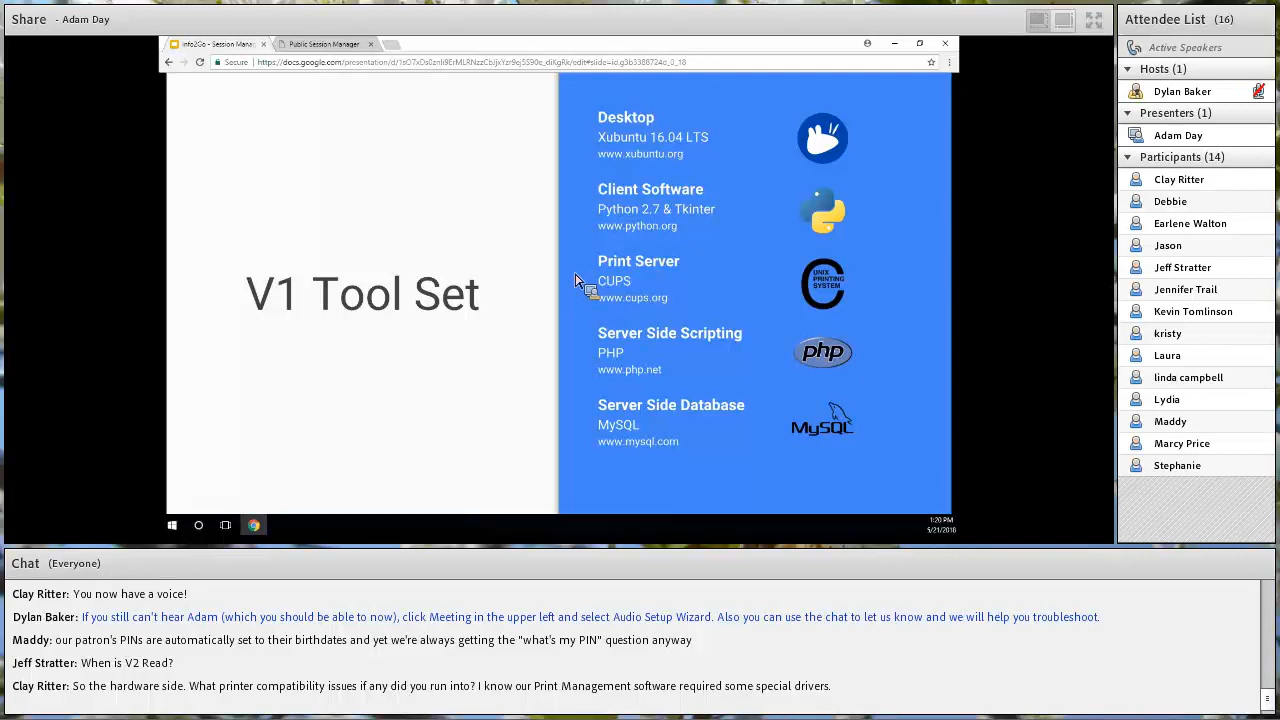 Share - Adam Day
Info2Go - Session Mana
Public Session Manager
Secure
V1 Tool Set
Desktop
Xubuntu 16.04 LTS
www.xubuntu.org
Client Software
Python 2.7 & Tkinter
www.python.org
Print Server
CUPS
www.cups.org
UNIX
PRINTING
SYSTEM
Server Side Scripting
PHP
www.php.net
php
Server Side Database
MySQL
www.mysql.com
MySQL
1:20 PM
5/21/2018
Attendee List (16)
Active Speakers
Hosts (1)
Dylan Baker
Presenters (1)
Adam Day
Participants (14)
Clay Ritter
Debbie
Earlene Walton
Jason
Jeff Stratter
Jennifer Trail
Kevin Tomlinson
kristy
Laura
linda campbell
Lydia
Maddy
Marcy Price
Stephanie
Chat (Everyone)
Clay Ritter: You now have a voice!
Dylan Baker: If you still can't hear Adam (which you should be able to now), click Meeting in the upper left and select Audio Setup Wizard. Also you can use the chat to let us know and we will help you troubleshoot.
Maddy: our patron's PINs are automatically set to their birthdates and yet we're always getting the "what's my PIN" question anyway
Jeff Stratter: When is V2 Read?
Clay Ritter: So the hardware side. What printer compatibility issues if any did you run into? I know our Print Management software required some special drivers.